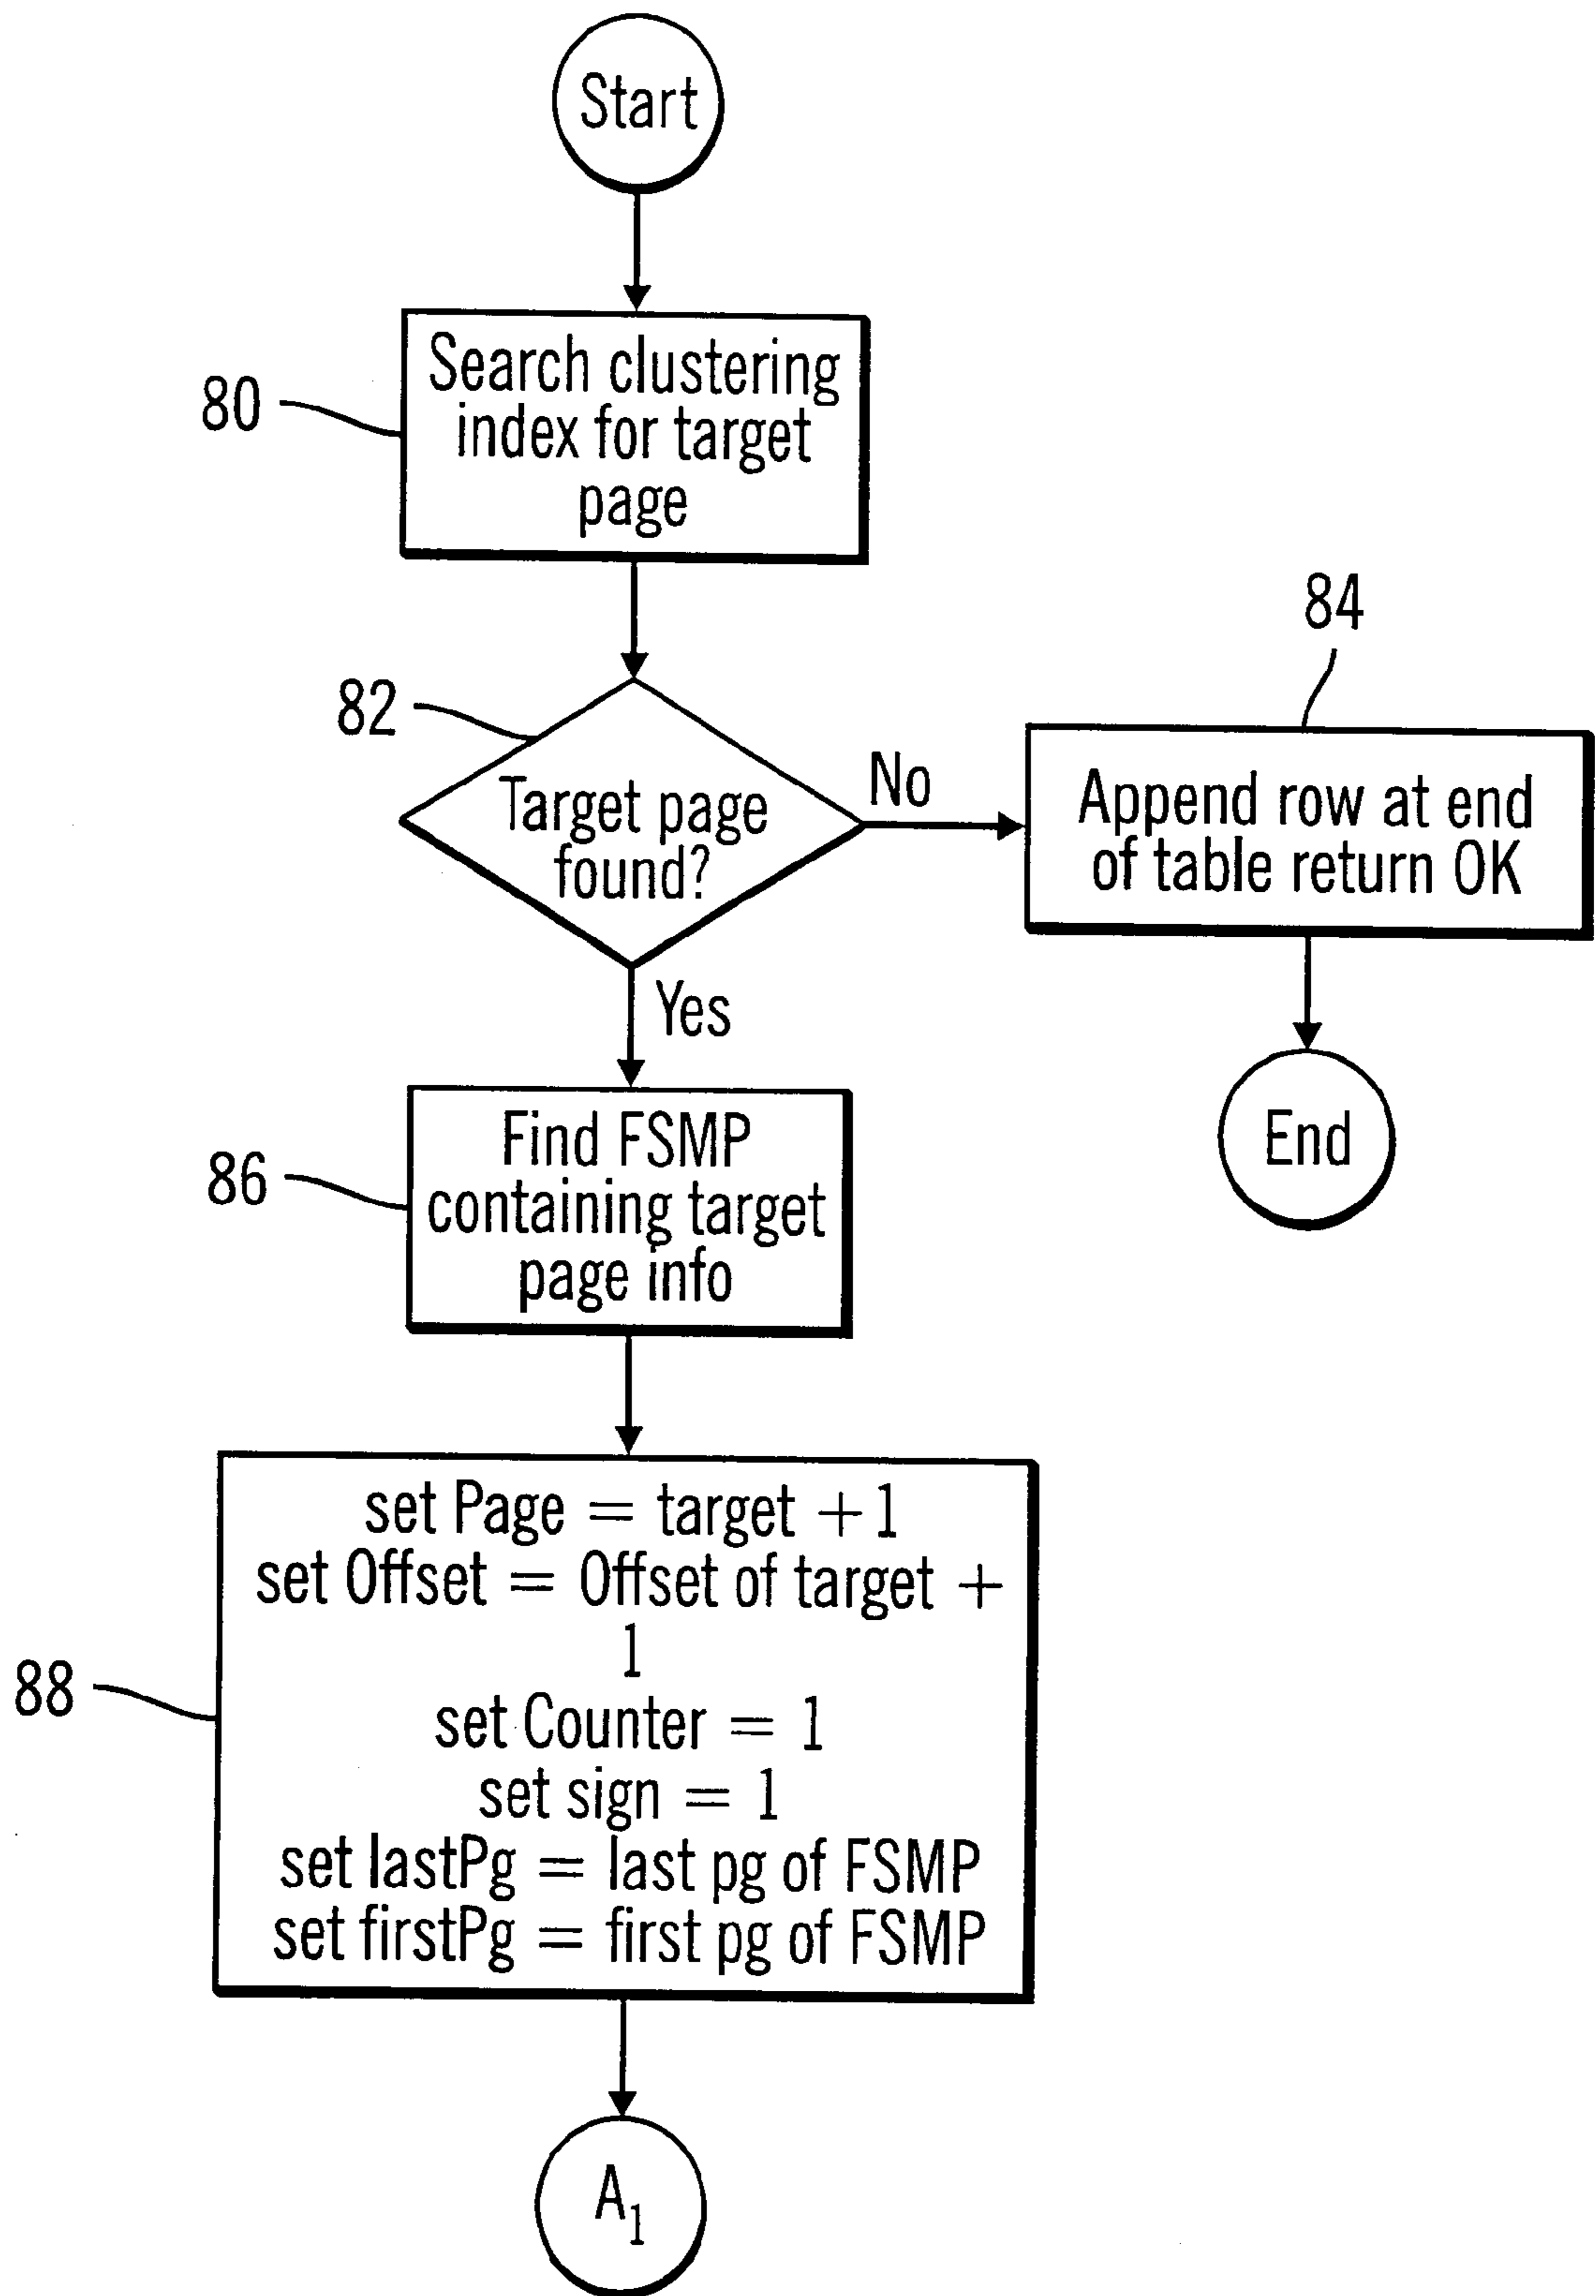 Start
80
Search clustering
index for target
page
82
Target page
found?
No
84
Append row at end
of table return OK
End
Yes
86
Find FSMP
containing target
page info
88
set Page = target +1
set Offset = Offset of target +
1
set Counter = 1
set sign = 1
set lastPg = last pg of FSMP
set firstPg = first pg of FSMP
A1